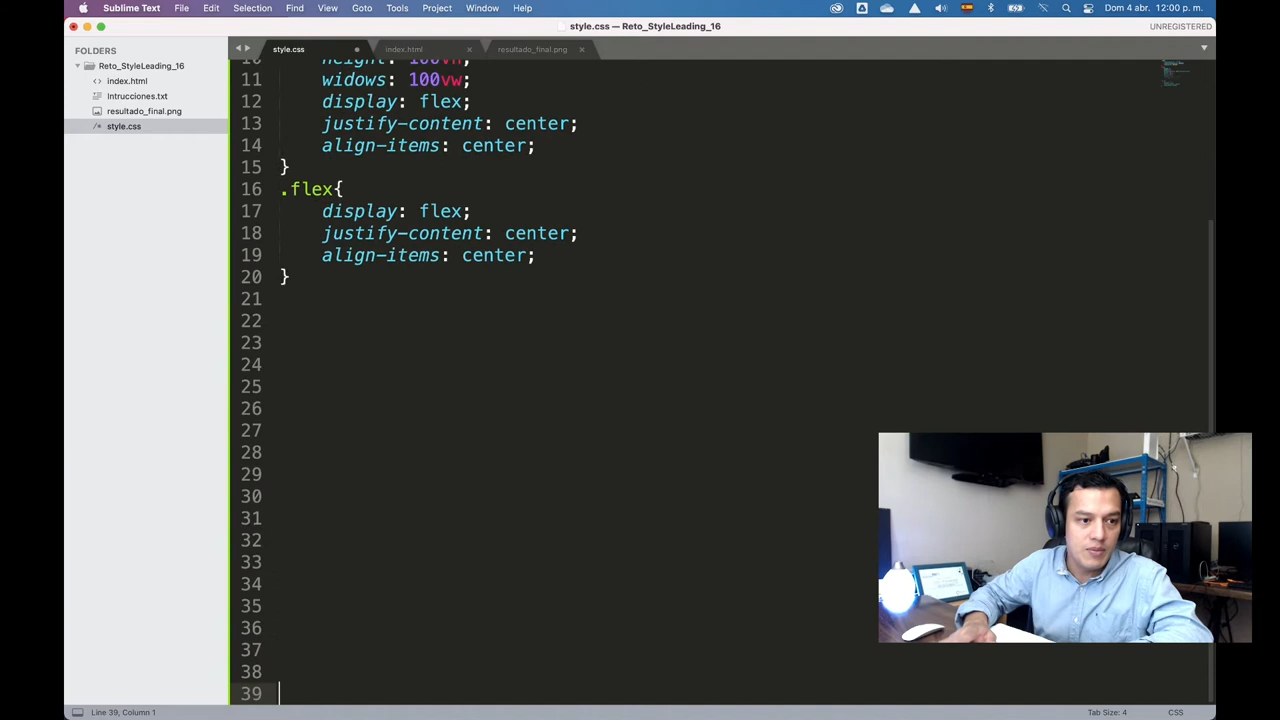 Sublime Text File Edit Selection Find View Goto Tools Project Window Help Dom 4 abr. 12:00 p. m.
style.css — Reto_StyleLeading_16 UNREGISTERED
FOLDERS
Reto_StyleLeading_16
index.html
Intrucciones.txt
resultado_final.png
style.css
style.css index.html resultado_final.png
10 height: 100vh;
11 widows: 100vw;
12 display: flex;
13 justify-content: center;
14 align-items: center;
15 }
16 .flex{
17 display: flex;
18 justify-content: center;
19 align-items: center;
20 }
21
22
23
24
25
26
27
28
29
30
31
32
33
34
35
36
37
38
39
Line 39, Column 1 Tab Size: 4 CSS